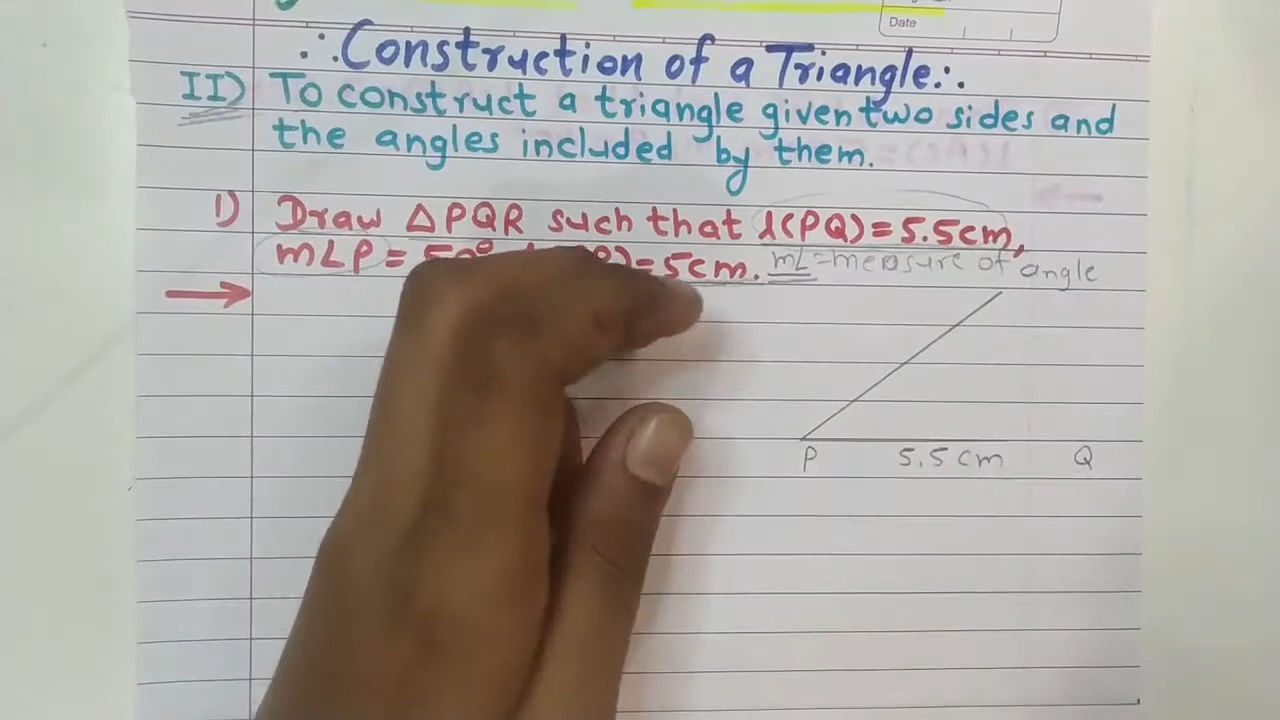 Date
∴Construction of a Triangle:.
II) To construct a triangle given two sides and
the angles included by them.
1) Draw △PQR such that l(PQ)=5.5cm,
m∠P= =5cm. m∠=measure of angle
P 5.5cm Q